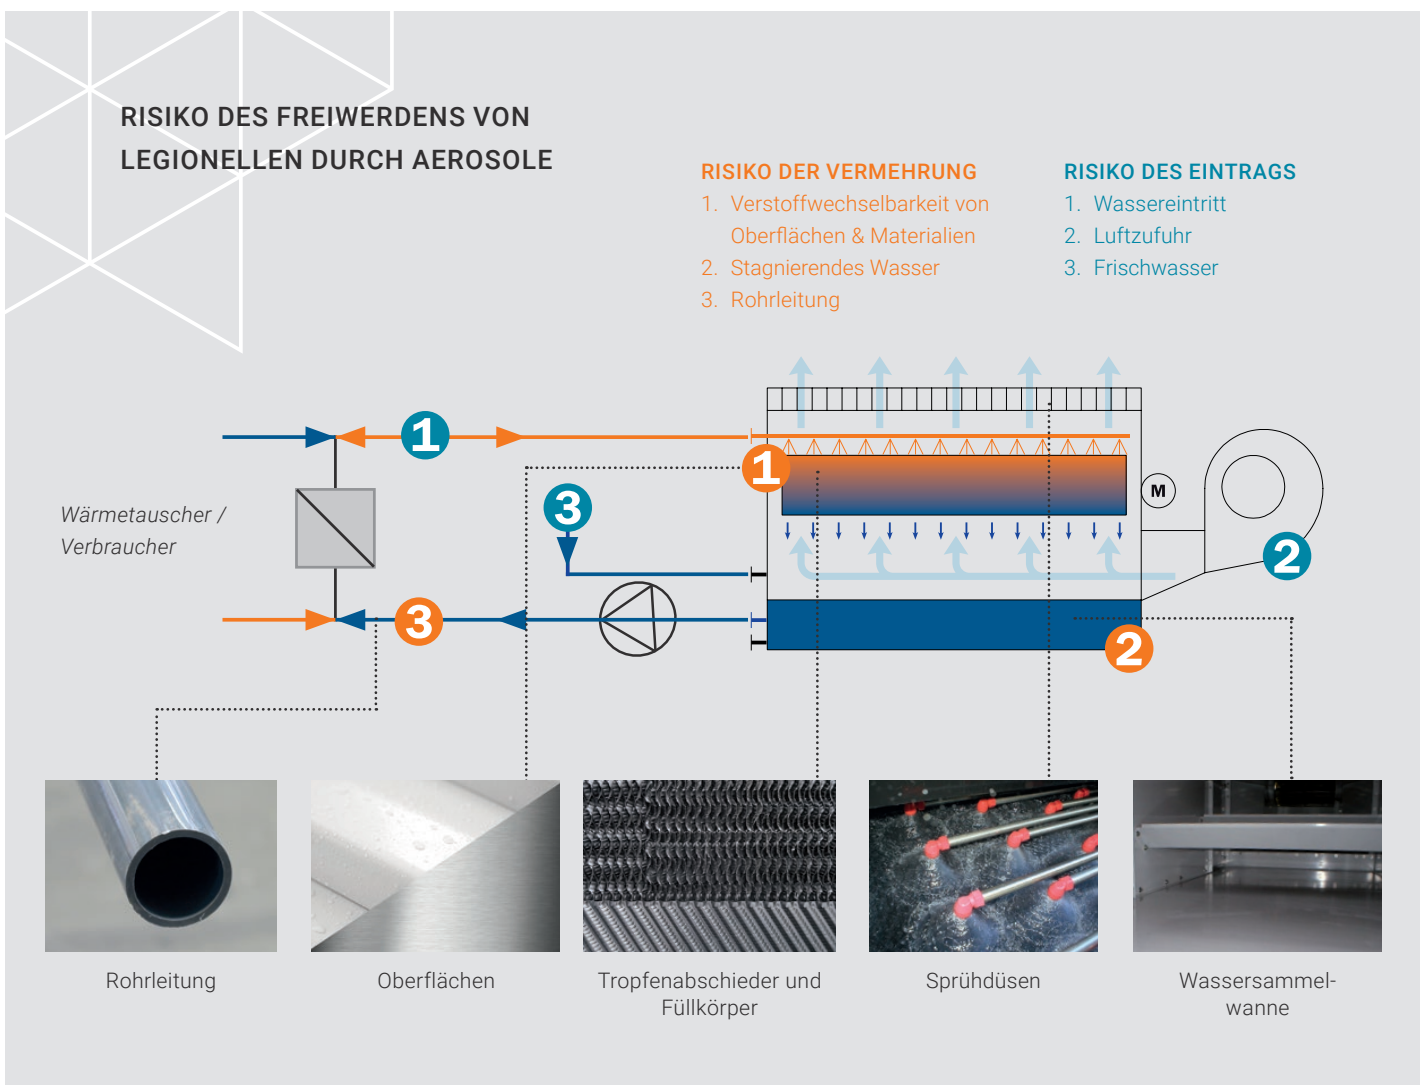 RISIKO DES FREIWERDENS VON
LEGIONELLEN DURCH AEROSOLE
RISIKO DER VERMEHRUNG
1. Verstoffwechselbarkeit von
Oberflächen & Materialien
2. Stagnierendes Wasser
3. Rohrleitung
RISIKO DES EINTRAGS
1. Wassereintritt
2. Luftzufuhr
3. Frischwasser
1
1
3
M
2
Wärmetauscher /
Verbraucher
3
2
Rohrleitung
Oberflächen
Tropfenabschieder und
Füllkörper
Sprühdüsen
Wassersammel-
wanne